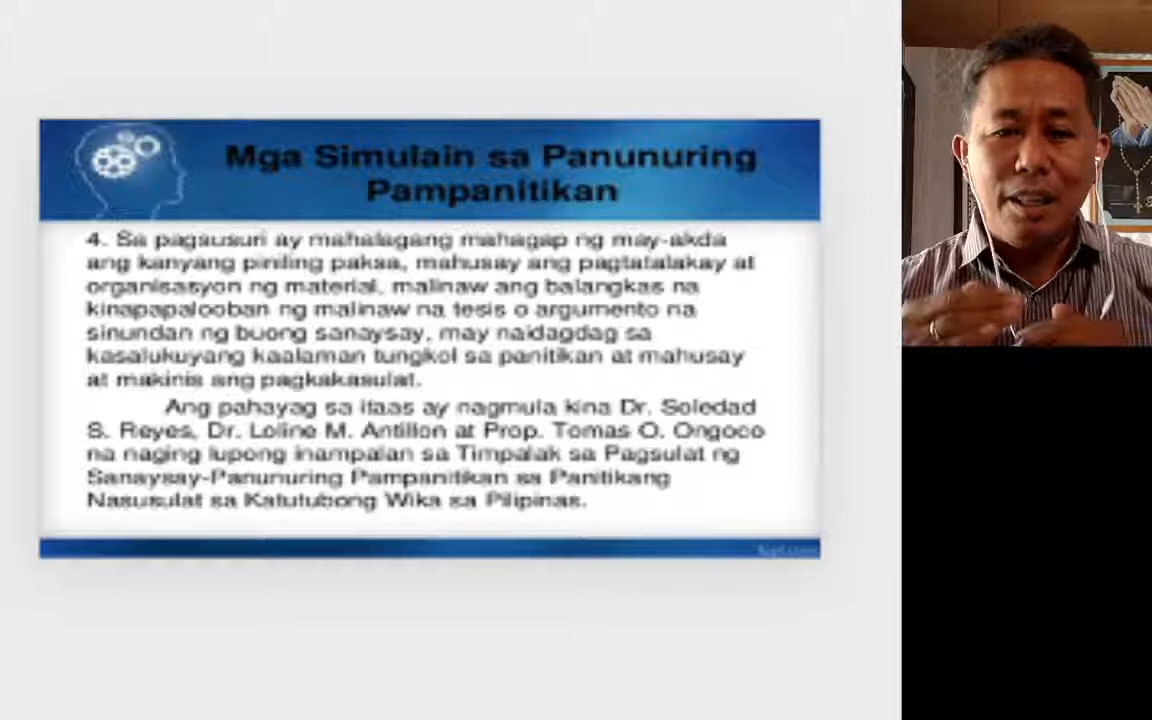 Mga Simulain sa Panunuring
Pampanitikan
4. Sa pagsusuri ay mahalagang mahagap ng may-akda
ang kanyang piniling paksa, mahusay ang pagtatalakay at
organisasyon ng material, malinaw ang balangkas na
kinapapalooban ng malinaw na tesis o argumento na
sinundan ng buong sanaysay, may naidagdag sa
kasalukuyang kaalaman tungkol sa panitikan at mahusay
at makinis ang pagkakasulat.
Ang pahayag sa itaas ay nagmula kina Dr. Soledad
S. Reyes, Dr. Loline M. Antillon at Prop. Tomas O. Ongoco
na naging lupong inampalan sa Timpalak sa Pagsulat ng
Sanaysay-Panunuring Pampanitikan sa Panitikang
Nasusulat sa Katutubong Wika sa Pilipinas.